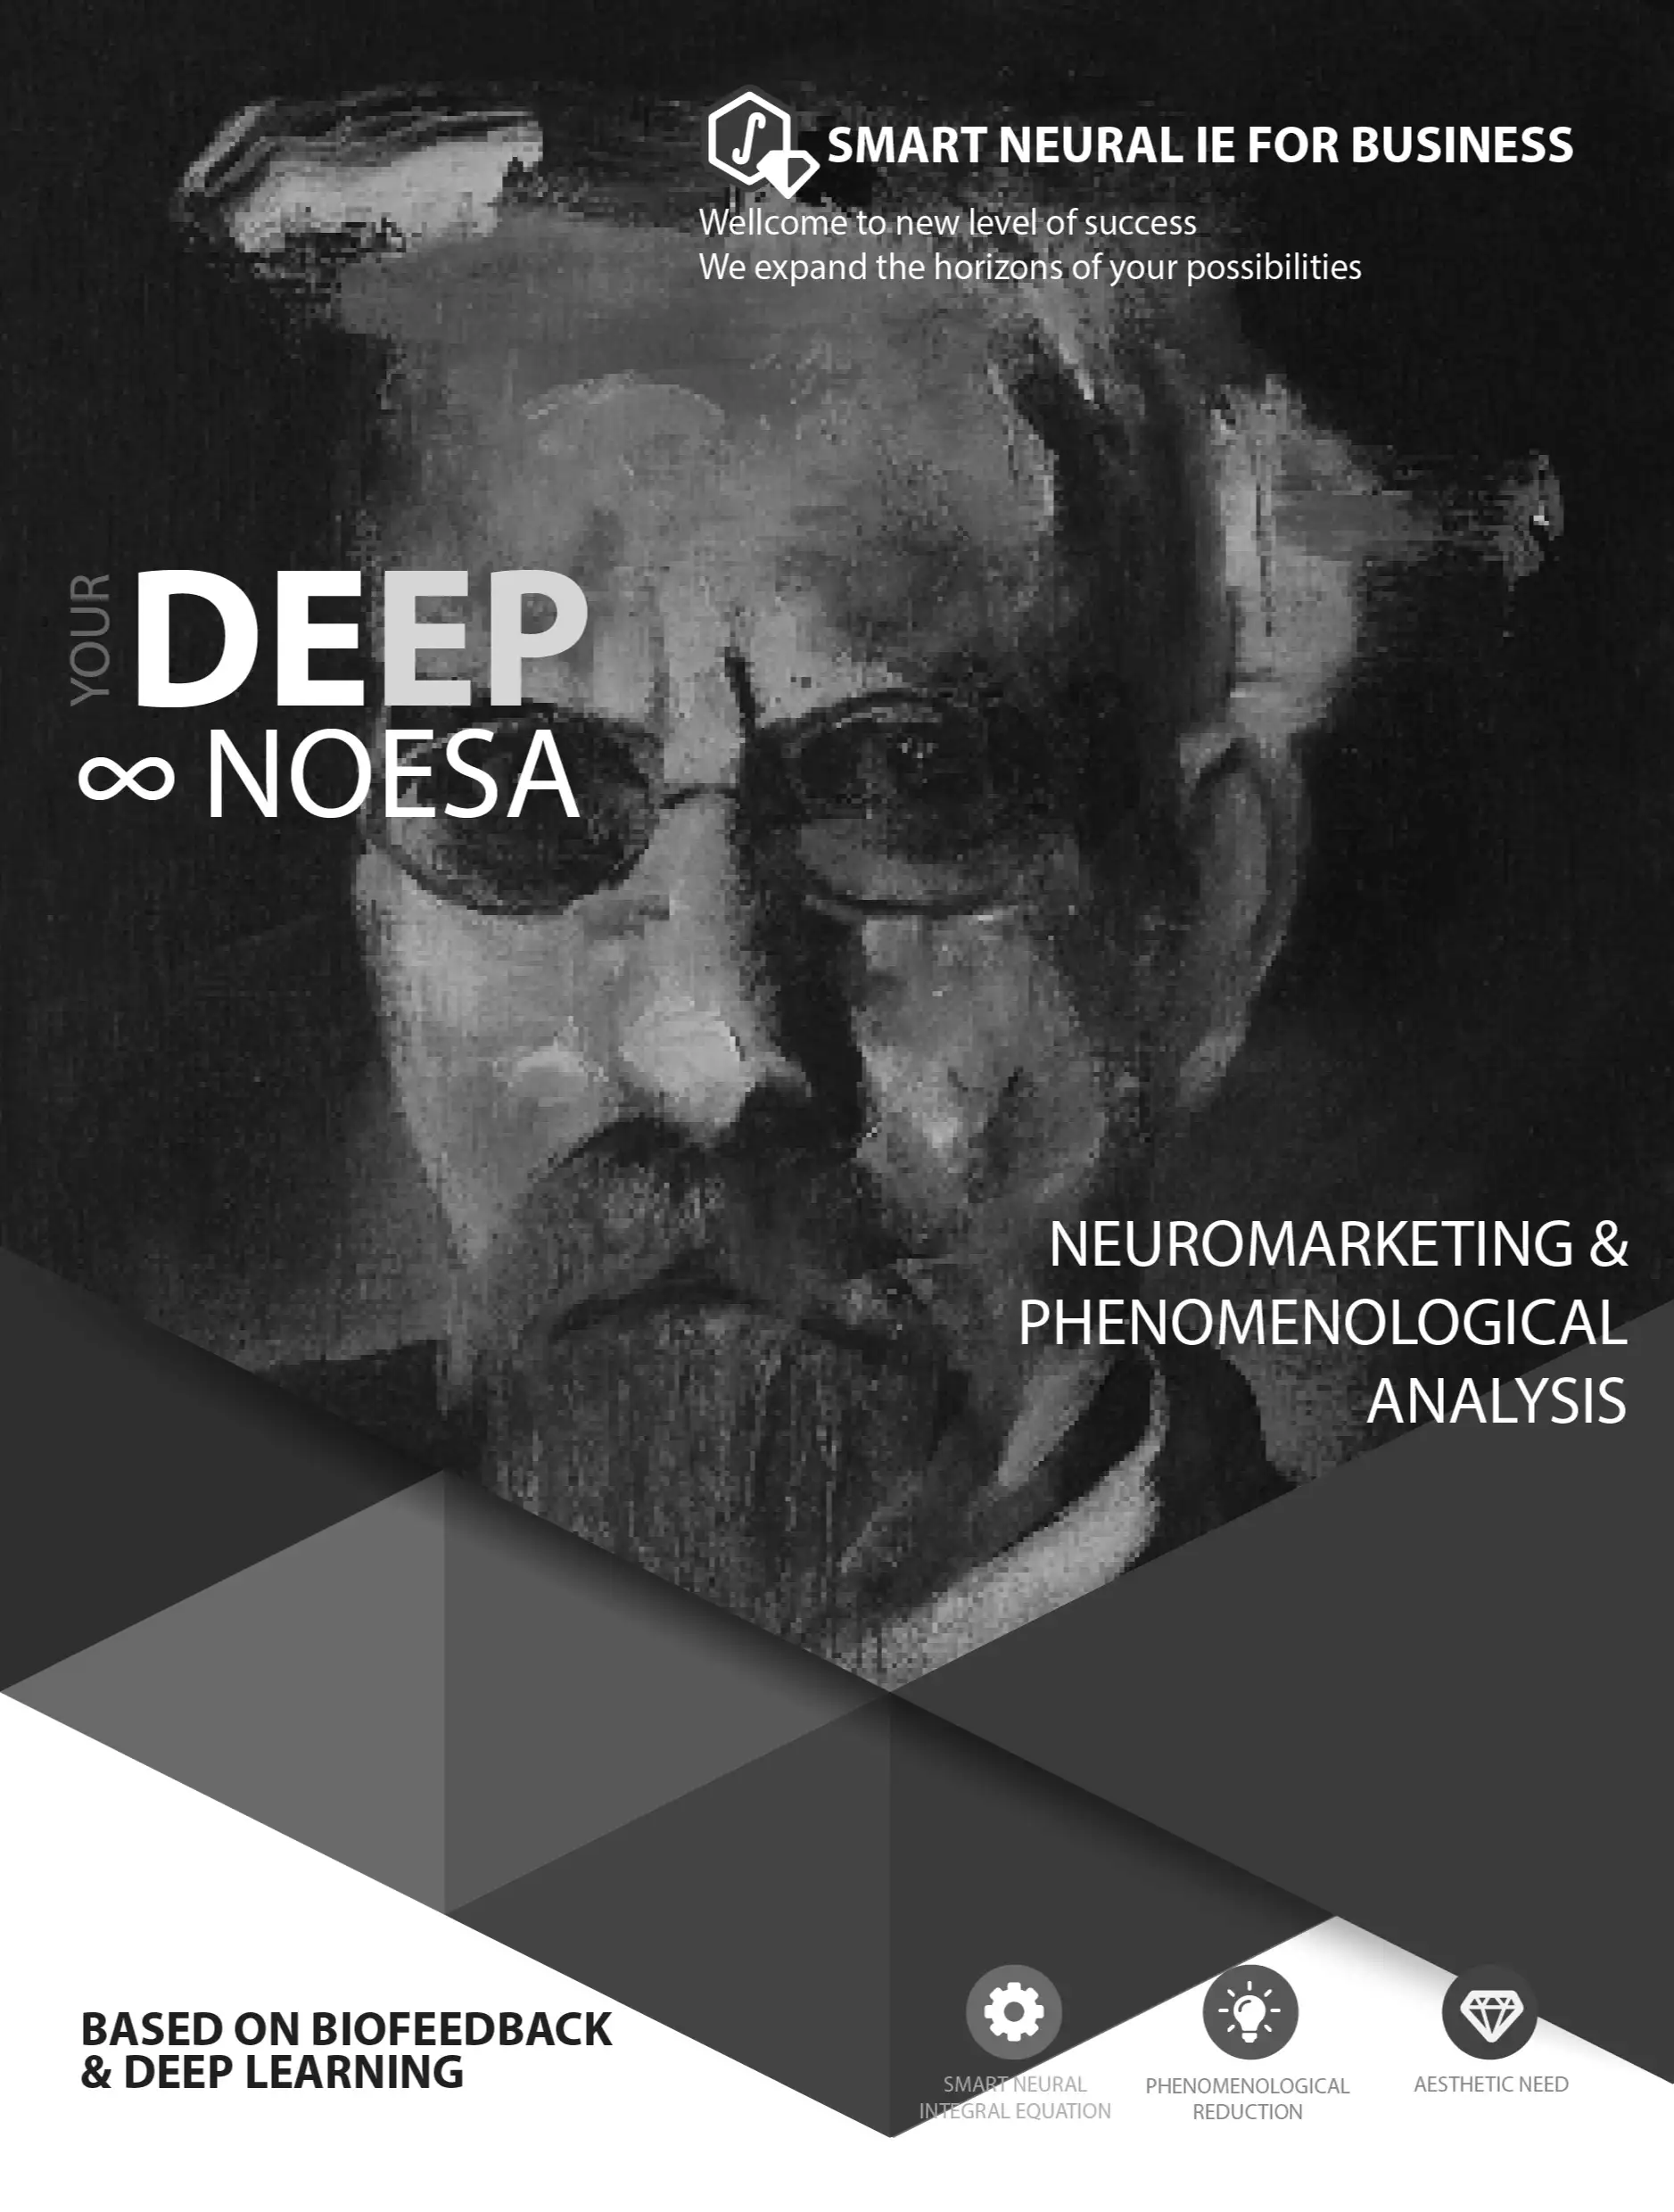 SMART NEURAL IE FOR BUSINESS
Wellcome to new level of success
We expand the horizons of your possibilities
YOUR
DEEP
∞ NOESA
NEUROMARKETING &
PHENOMENOLOGICAL
ANALYSIS
BASED ON BIOFEEDBACK
& DEEP LEARNING
SMART NEURAL
INTEGRAL EQUATION
PHENOMENOLOGICAL
REDUCTION
AESTHETIC NEED